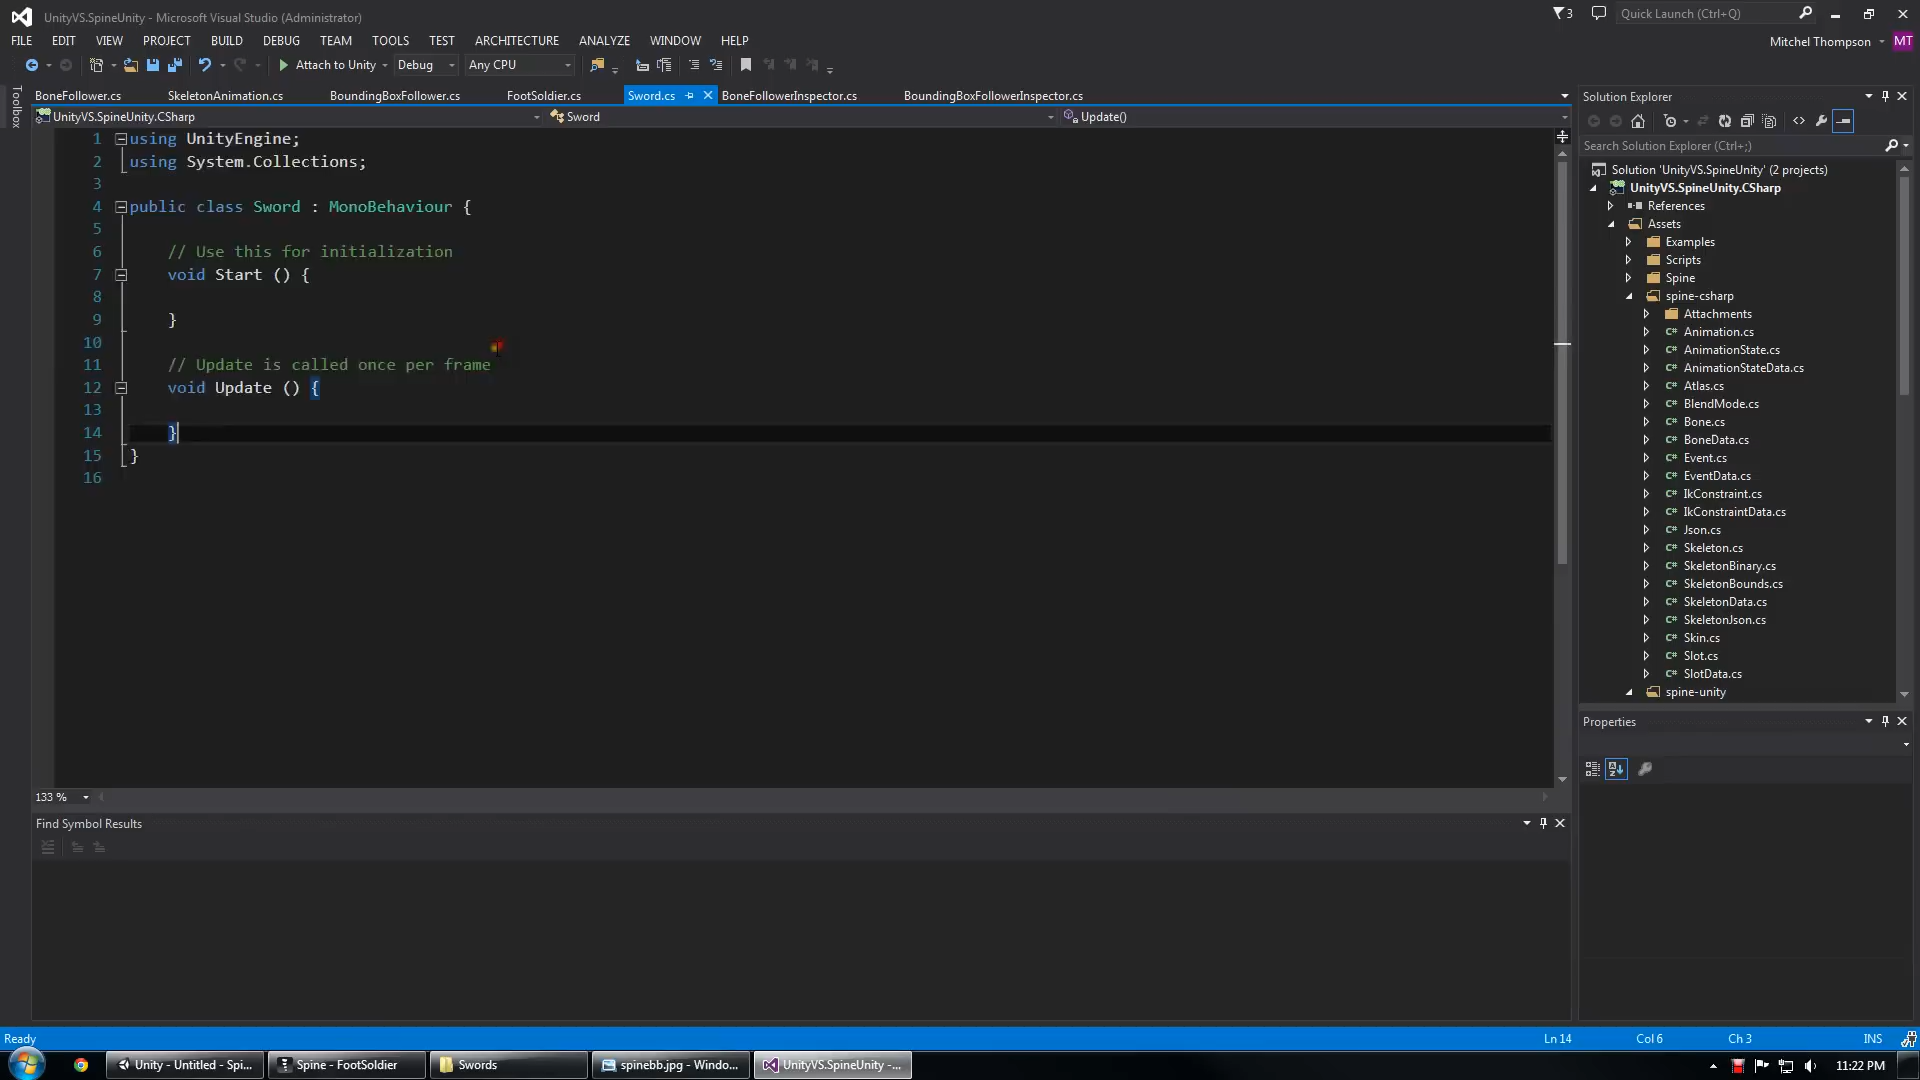 UnityVS.SpineUnity - Microsoft Visual Studio (Administrator)
3
Quick Launch (Ctrl+Q)
FILE EDIT VIEW PROJECT BUILD DEBUG TEAM TOOLS TEST ARCHITECTURE ANALYZE WINDOW HELP
Mitchel Thompson
MT
Attach to Unity Debug Any CPU
Toolbox
BoneFollower.cs SkeletonAnimation.cs BoundingBoxFollower.cs FootSoldier.cs Sword.cs BoneFollowerInspector.cs BoundingBoxFollowerInspector.cs
UnityVS.SpineUnity.CSharp Sword Update()
1 using UnityEngine;
2 using System.Collections;
3
4 public class Sword : MonoBehaviour {
5
6 // Use this for initialization
7 void Start () {
8
9 }
10
11 // Update is called once per frame
12 void Update () {
13
14 }
15 }
16
133 %
Find Symbol Results
Solution Explorer
Search Solution Explorer (Ctrl+;)
Solution 'UnityVS.SpineUnity' (2 projects)
UnityVS.SpineUnity.CSharp
References
Assets
Examples
Scripts
Spine
spine-csharp
Attachments
C# Animation.cs
C# AnimationState.cs
C# AnimationStateData.cs
C# Atlas.cs
C# BlendMode.cs
C# Bone.cs
C# BoneData.cs
C# Event.cs
C# EventData.cs
C# IkConstraint.cs
C# IkConstraintData.cs
C# Json.cs
C# Skeleton.cs
C# SkeletonBinary.cs
C# SkeletonBounds.cs
C# SkeletonData.cs
C# SkeletonJson.cs
C# Skin.cs
C# Slot.cs
C# SlotData.cs
spine-unity
Properties
Ready
Ln 14 Col 6 Ch 3 INS
Unity - Untitled - Spi... Spine - FootSoldier Swords spinebb.jpg - Windo... UnityVS.SpineUnity -...
11:22 PM